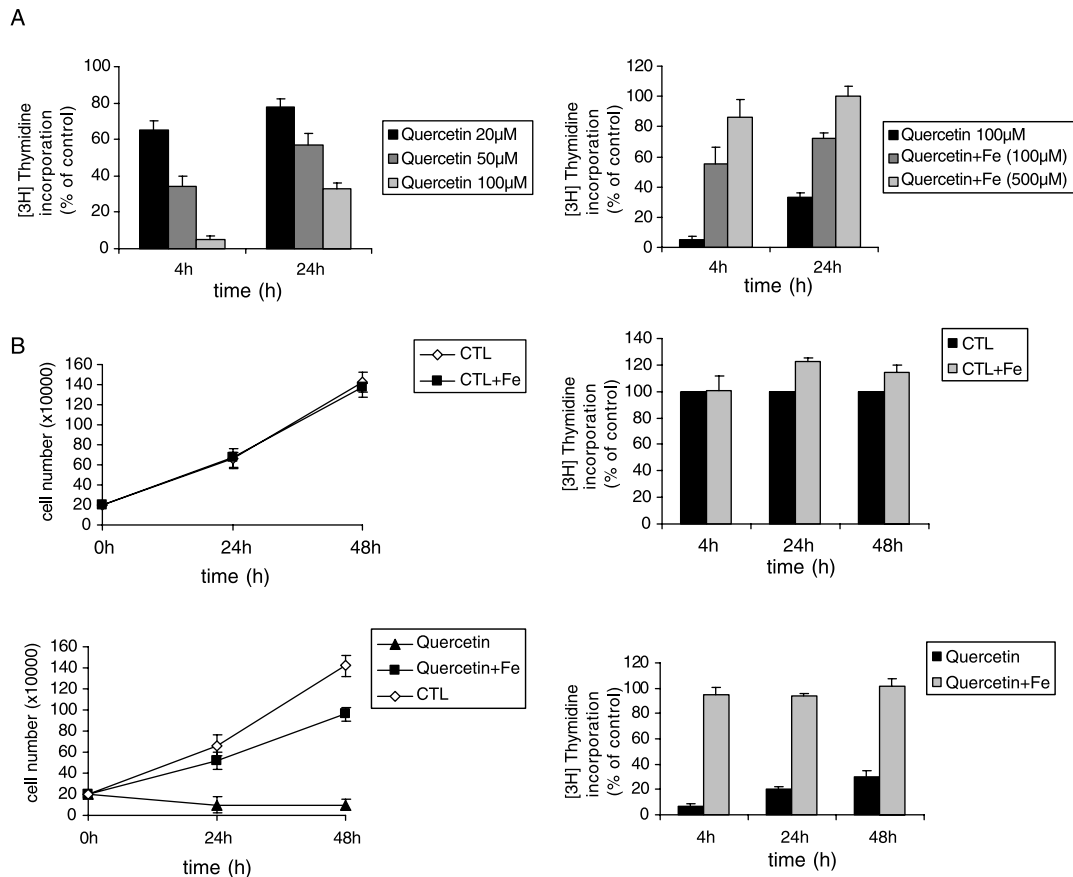 A
[3H] Thymidine
incorporation
(% of control)
100
80
60
40
20
0
4h
24h
time (h)
Quercetin 20µM
Quercetin 50µM
Quercetin 100µM
[3H] Thymidine
incorporation
(% of control)
120
100
80
60
40
20
0
4h
24h
time (h)
Quercetin 100µM
Quercetin+Fe (100µM)
Quercetin+Fe (500µM)
B
cell number (x10000)
160
140
120
100
80
60
40
20
0
0h
24h
48h
time (h)
CTL
CTL+Fe
[3H] Thymidine
incorporation
(% of control)
140
120
100
80
60
40
20
0
4h
24h
48h
time (h)
CTL
CTL+Fe
cell number (x10000)
160
140
120
100
80
60
40
20
0
0h
24h
48h
time (h)
Quercetin
Quercetin+Fe
CTL
[3H] Thymidine
incorporation
(% of control)
120
100
80
60
40
20
0
4h
24h
48h
time (h)
Quercetin
Quercetin+Fe